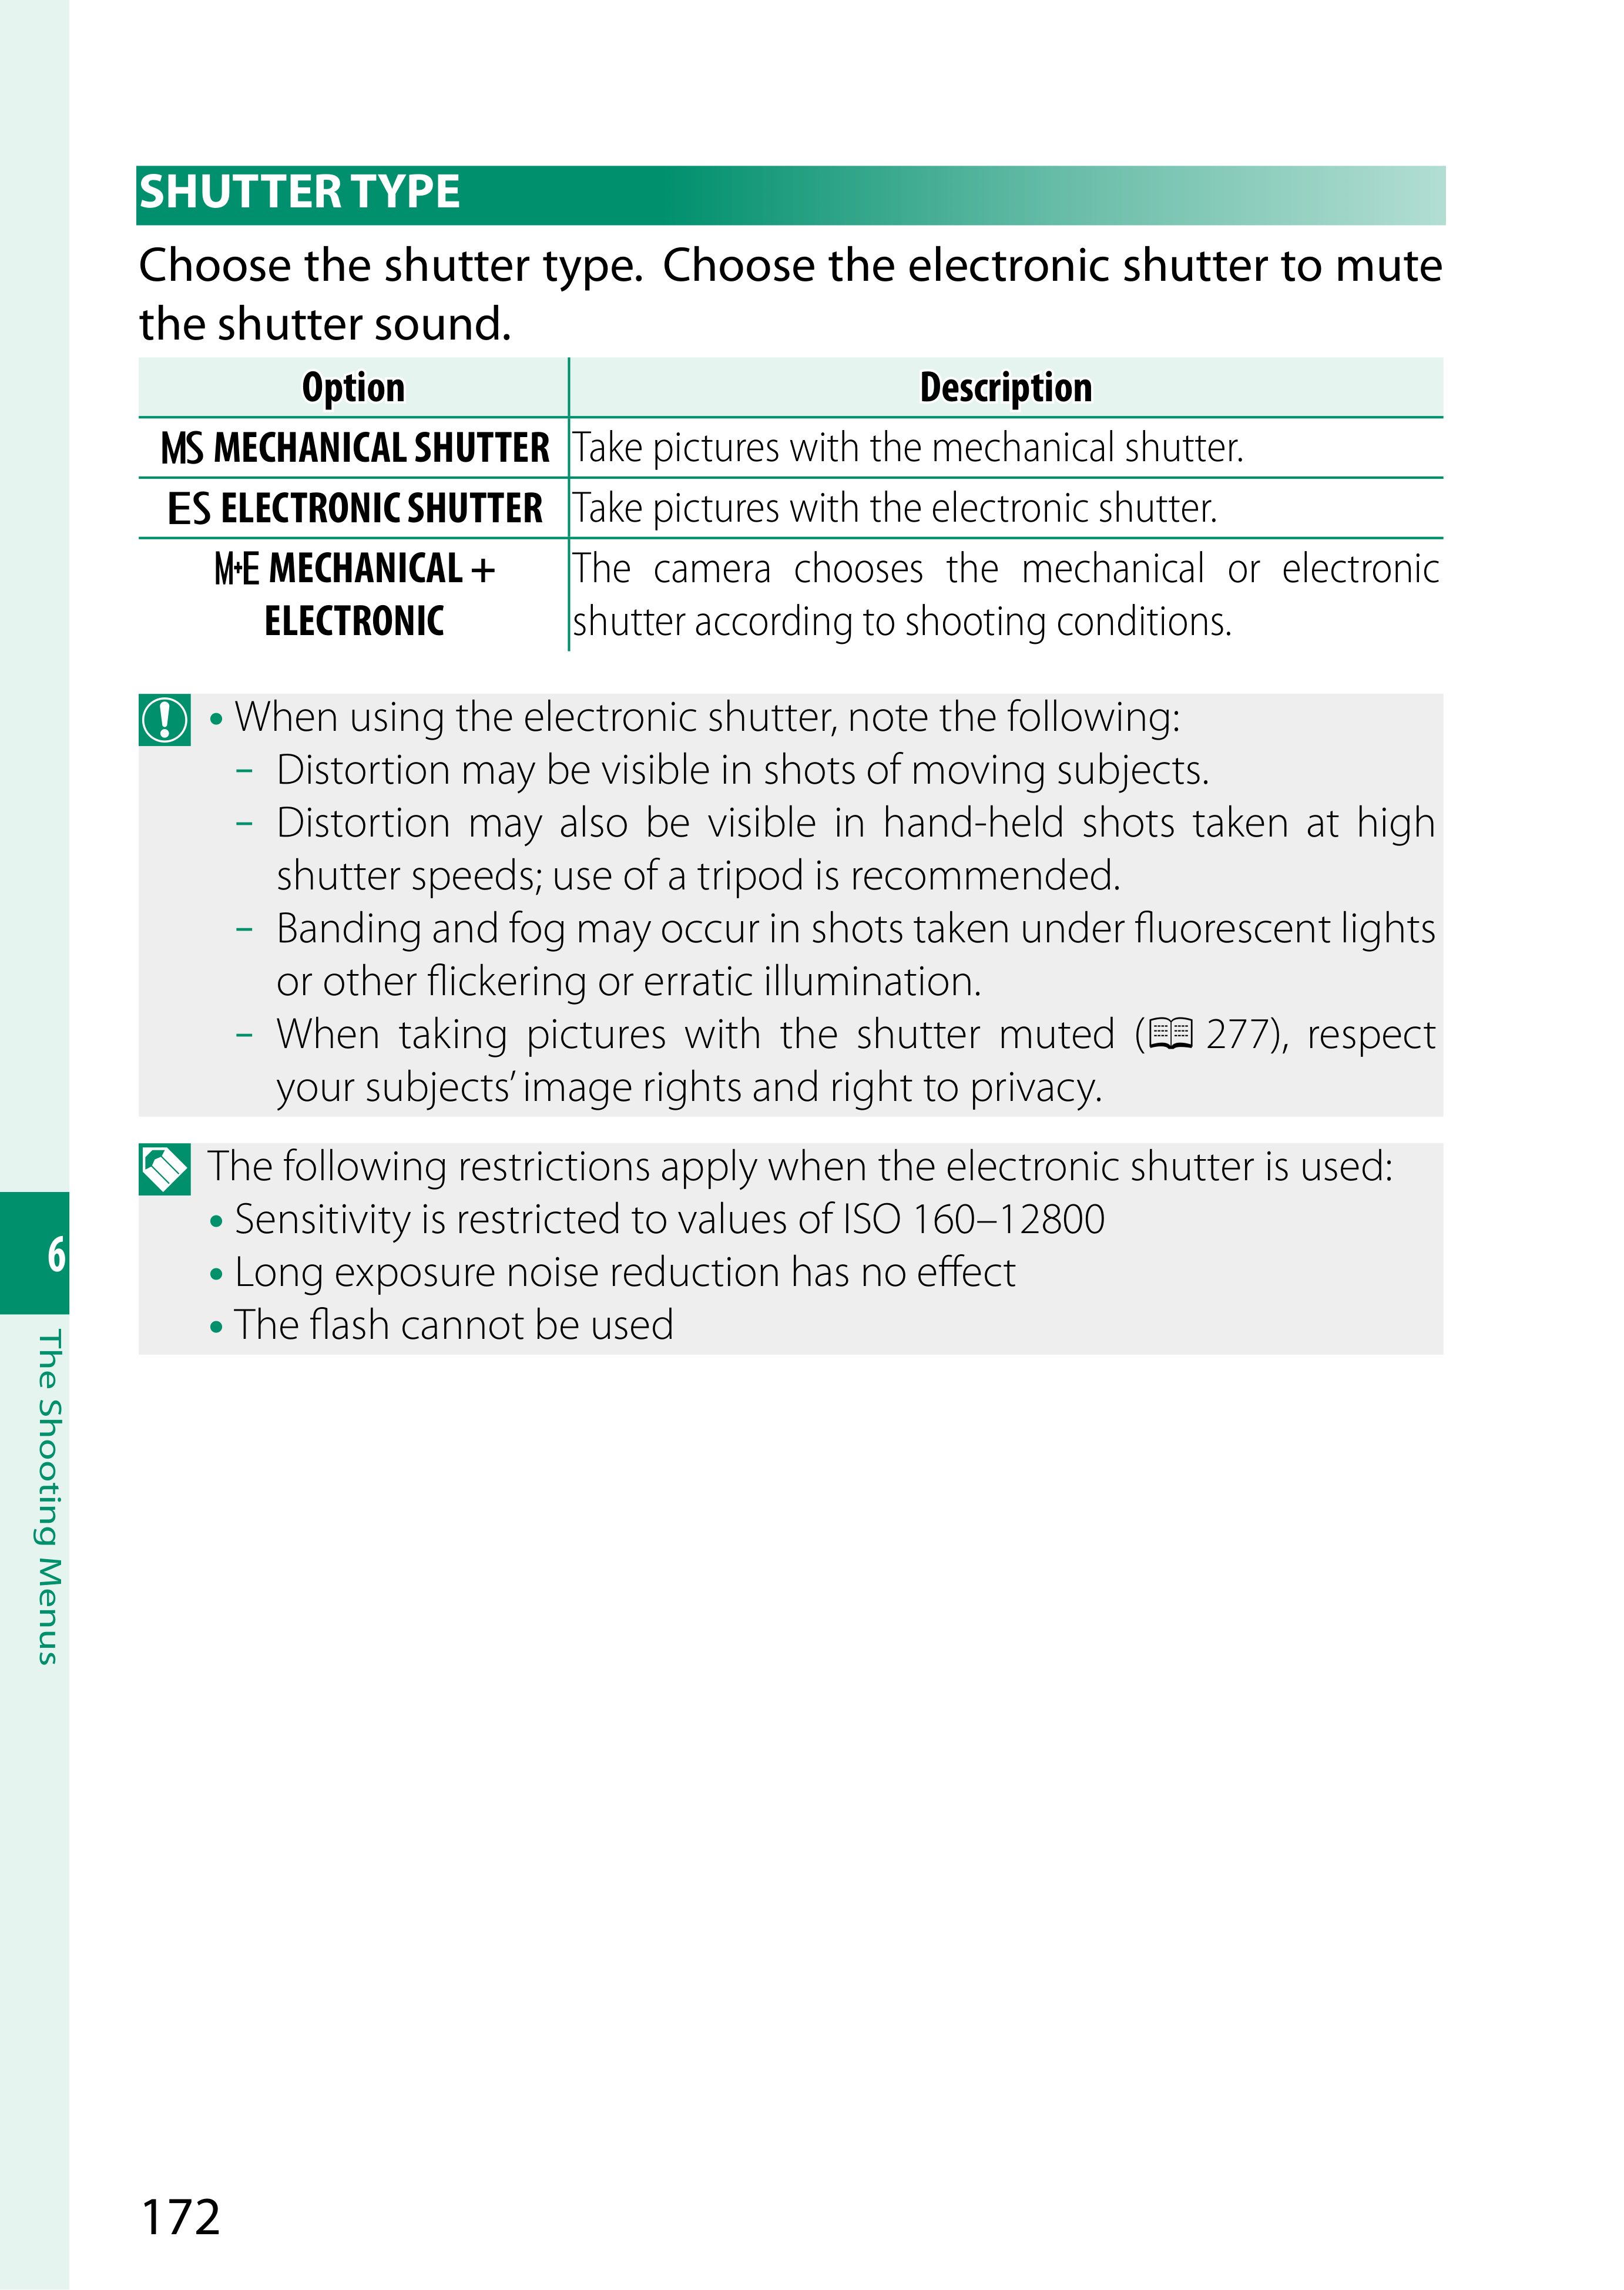 SHUTTER TYPE
Choose the shutter type. Choose the electronic shutter to mute
the shutter sound.
Option Description
MS MECHANICAL SHUTTER Take pictures with the mechanical shutter.
ES ELECTRONIC SHUTTER Take pictures with the electronic shutter.
M+E MECHANICAL + The camera chooses the mechanical or electronic
ELECTRONIC shutter according to shooting conditions.
• When using the electronic shutter, note the following:
– Distortion may be visible in shots of moving subjects.
– Distortion may also be visible in hand-held shots taken at high
shutter speeds; use of a tripod is recommended.
– Banding and fog may occur in shots taken under fluorescent lights
or other flickering or erratic illumination.
– When taking pictures with the shutter muted (277), respect
your subjects’ image rights and right to privacy.
The following restrictions apply when the electronic shutter is used:
• Sensitivity is restricted to values of ISO 160–12800
• Long exposure noise reduction has no effect
• The flash cannot be used
6
The Shooting Menus
172